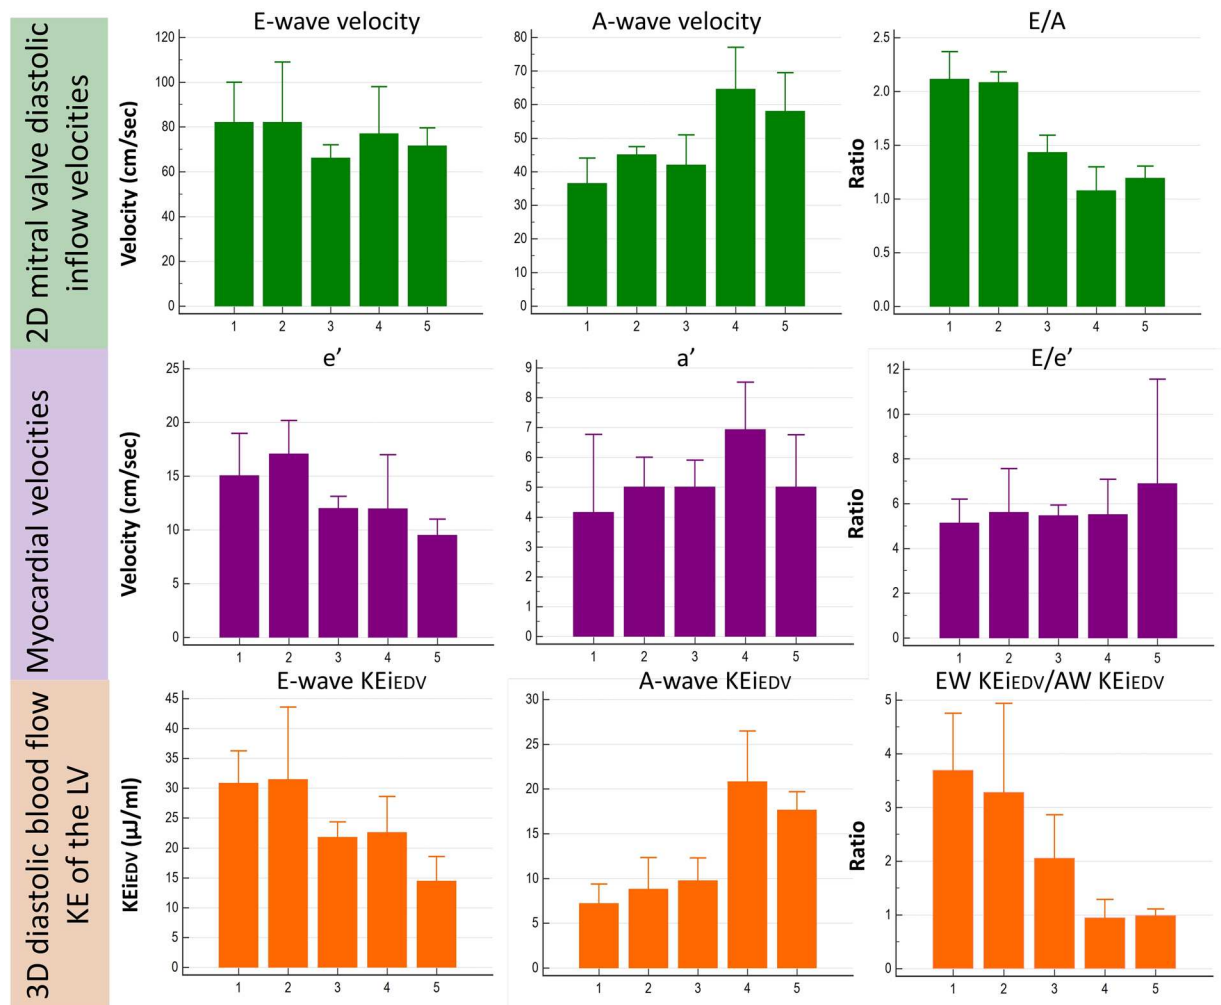 2D mitral valve diastolic
inflow velocities
E-wave velocity
Velocity (cm/sec)
120
100
80
60
40
20
0
1 2 3 4 5
A-wave velocity
80
70
60
50
40
30
20
10
0
1 2 3 4 5
E/A
Ratio
2.5
2.0
1.5
1.0
0.5
0.0
1 2 3 4 5
Myocardial velocities
e’
Velocity (cm/sec)
25
20
15
10
5
0
1 2 3 4 5
a’
9
8
7
6
5
4
3
2
1
0
1 2 3 4 5
E/e’
Ratio
12
10
8
6
4
2
0
1 2 3 4 5
3D diastolic blood flow
KE of the LV
E-wave KEiEDV
KEiEDV (µJ/ml)
45
40
35
30
25
20
15
10
5
0
1 2 3 4 5
A-wave KEiEDV
30
25
20
15
10
5
0
1 2 3 4 5
EW KEiEDV/AW KEiEDV
Ratio
5
4
3
2
1
0
1 2 3 4 5